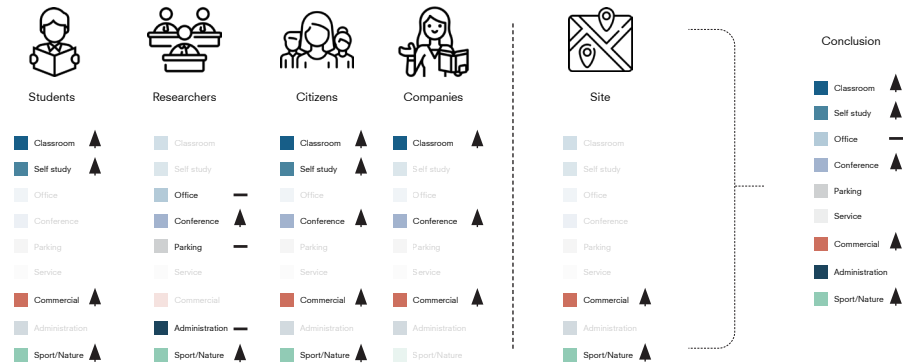 Students
Classroom
Self study
Office
Conference
Parking
Service
Commercial
Administration
Sport/Nature
Researchers
Classroom
Self study
Office
Conference
Parking
Service
Commercial
Administration
Sport/Nature
Citizens
Classroom
Self study
Office
Conference
Parking
Service
Commercial
Administration
Sport/Nature
Companies
Classroom
Self study
Office
Conference
Parking
Service
Commercial
Administration
Sport/Nature
Site
Classroom
Self study
Office
Conference
Parking
Service
Commercial
Administration
Sport/Nature
Conclusion
Classroom
Self study
Office
Conference
Parking
Service
Commercial
Administration
Sport/Nature